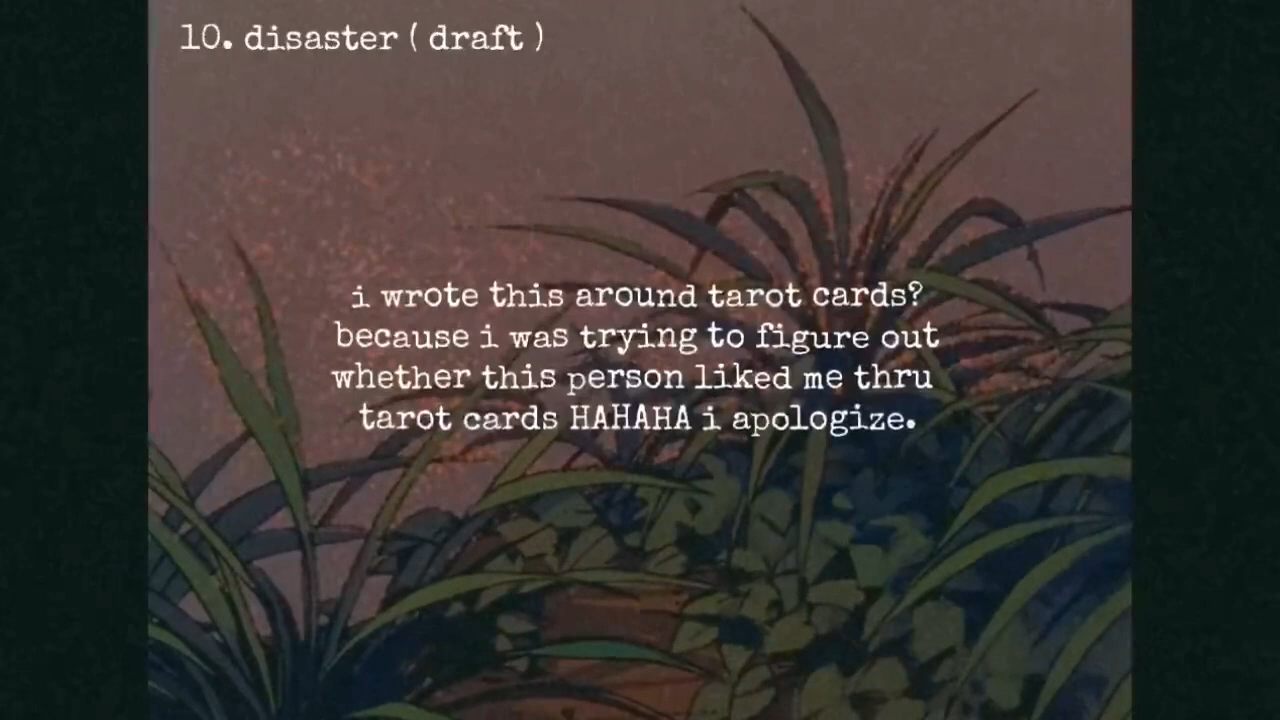 10. disaster ( draft )
i wrote this around tarot cards?
because i was trying to figure out
whether this person liked me thru
tarot cards HAHAHA i apologize.